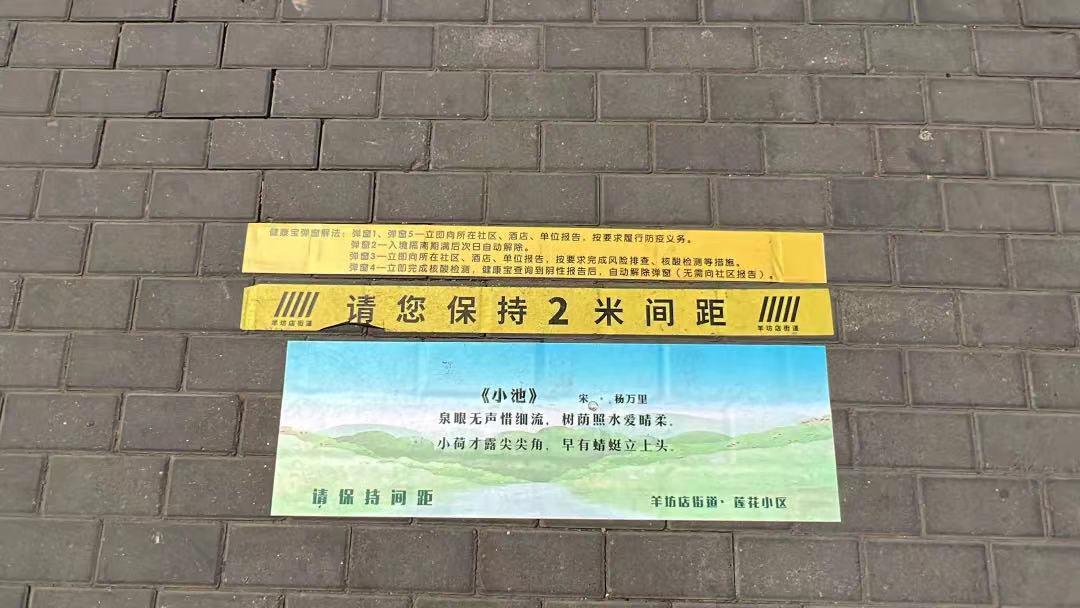 健康宝弹窗解法：弹窗1、弹窗5—立即向所在社区、酒店、单位报告，按要求履行防疫义务。
弹窗2—入境隔离期满后次日自动解除。
弹窗3—立即向所在社区、酒店、单位报告，按要求完成风险排查、核酸检测等措施。
弹窗4—立即完成核酸检测，健康宝查询到阴性报告后，自动解除弹窗（无需向社区报告）。
请您保持2米间距
羊坊店街道 羊坊店街道
《小池》 宋 . 杨万里
泉眼无声惜细流，树荫照水爱晴柔.
小荷才露尖尖角，早有蜻蜓立上头.
请保持间距 羊坊店街道·莲花小区